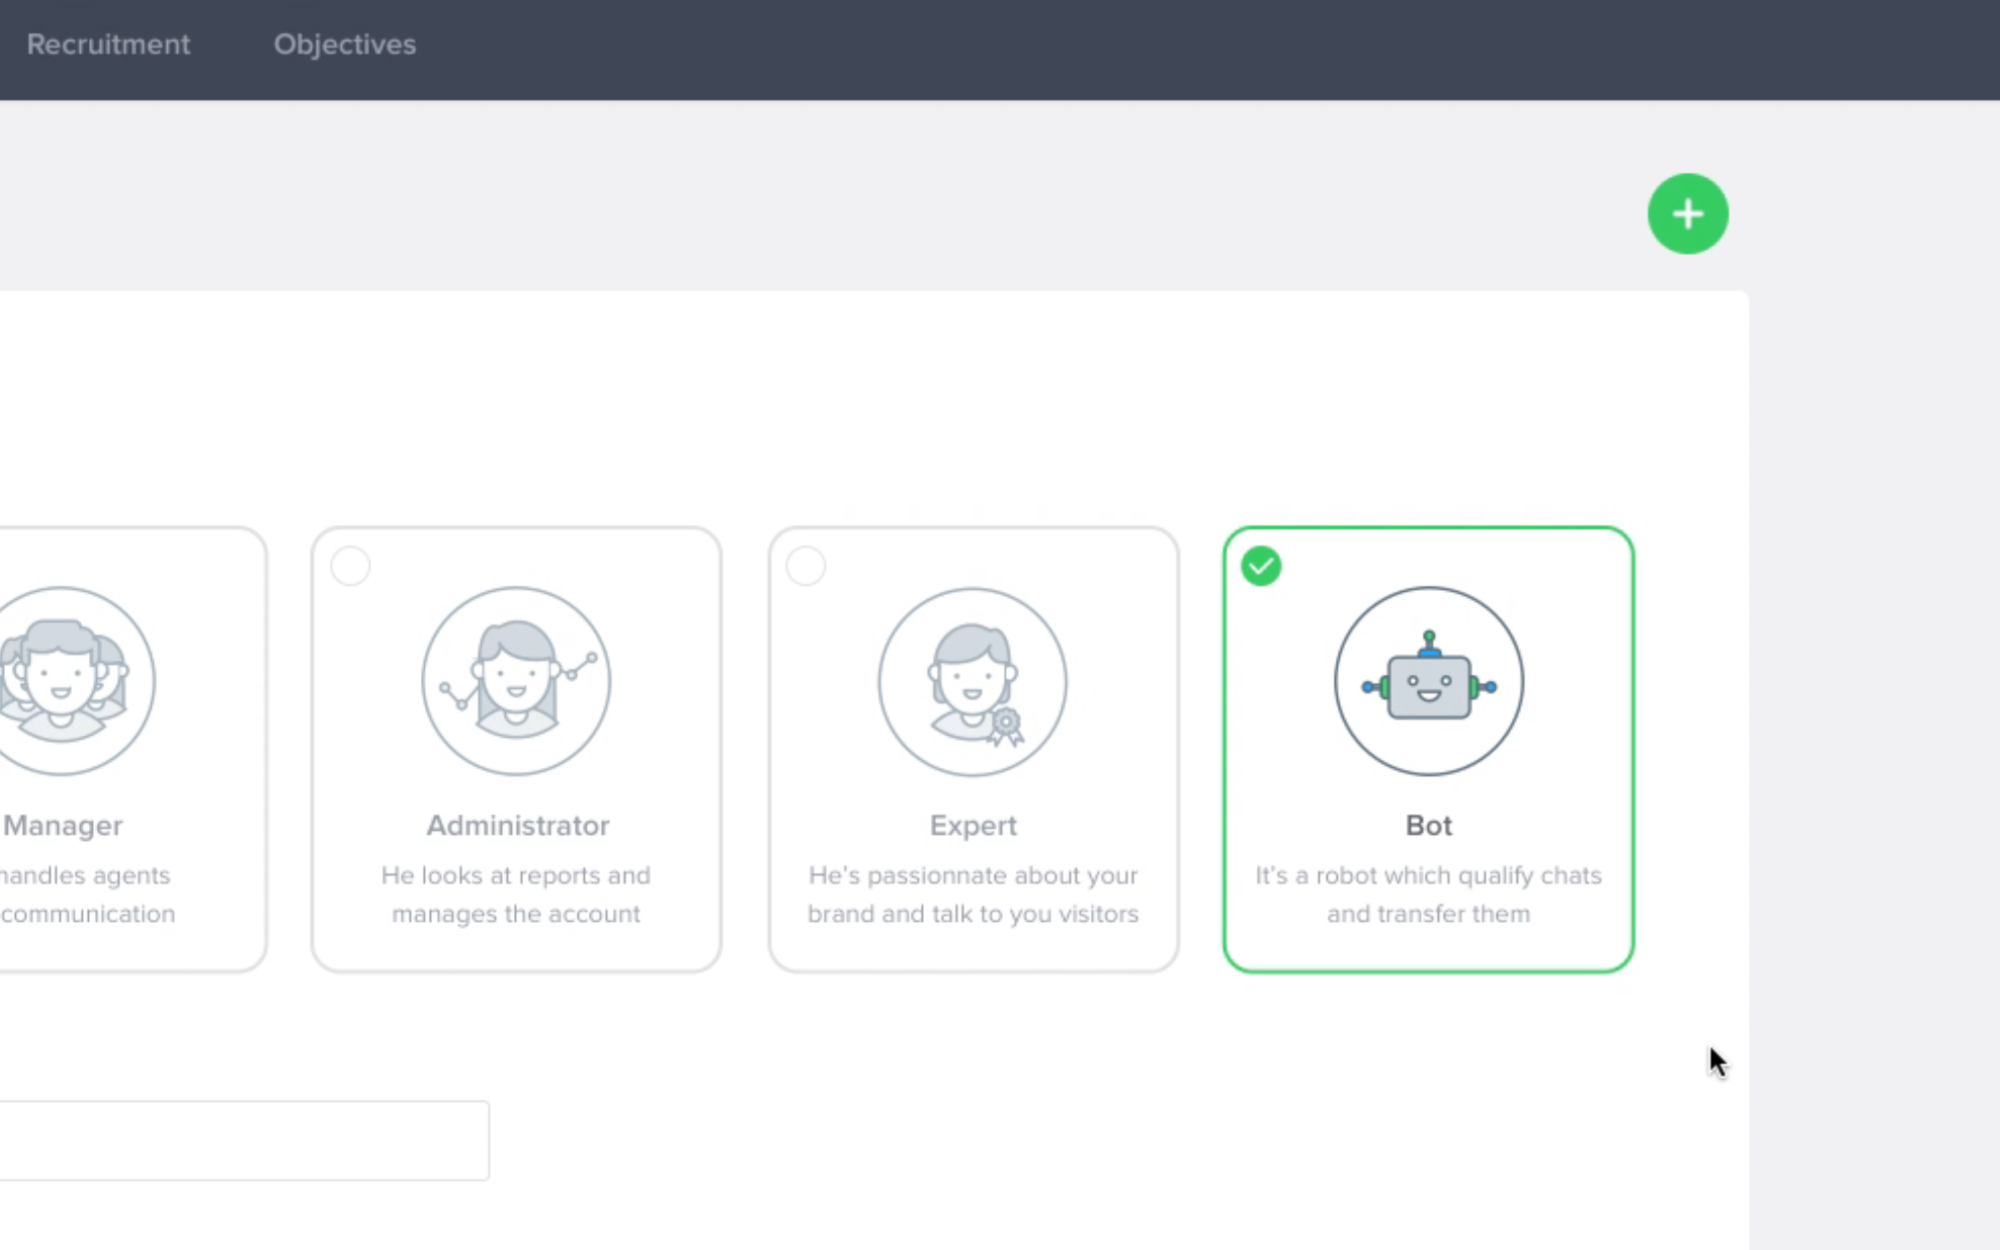 Recruitment Objectives
Manager
handles agents
communication
Administrator
He looks at reports and
manages the account
Expert
He's passionnate about your
brand and talk to you visitors
Bot
It's a robot which qualify chats
and transfer them